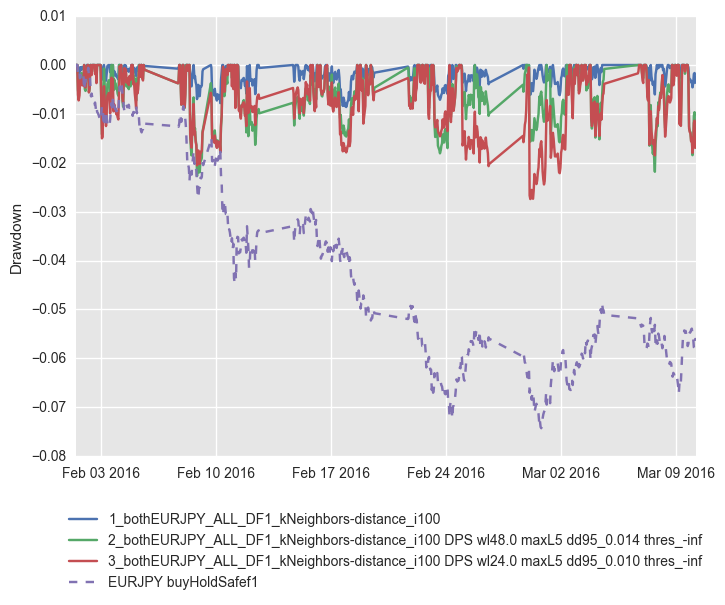 0.01
0.00
−0.01
−0.02
−0.03
−0.04
−0.05
−0.06
−0.07
−0.08
Drawdown
Feb 03 2016 Feb 10 2016 Feb 17 2016 Feb 24 2016 Mar 02 2016 Mar 09 2016
1_bothEURJPY_ALL_DF1_kNeighbors-distance_i100
2_bothEURJPY_ALL_DF1_kNeighbors-distance_i100 DPS wl48.0 maxL5 dd95_0.014 thres_-inf
3_bothEURJPY_ALL_DF1_kNeighbors-distance_i100 DPS wl24.0 maxL5 dd95_0.010 thres_-inf
EURJPY buyHoldSafef1